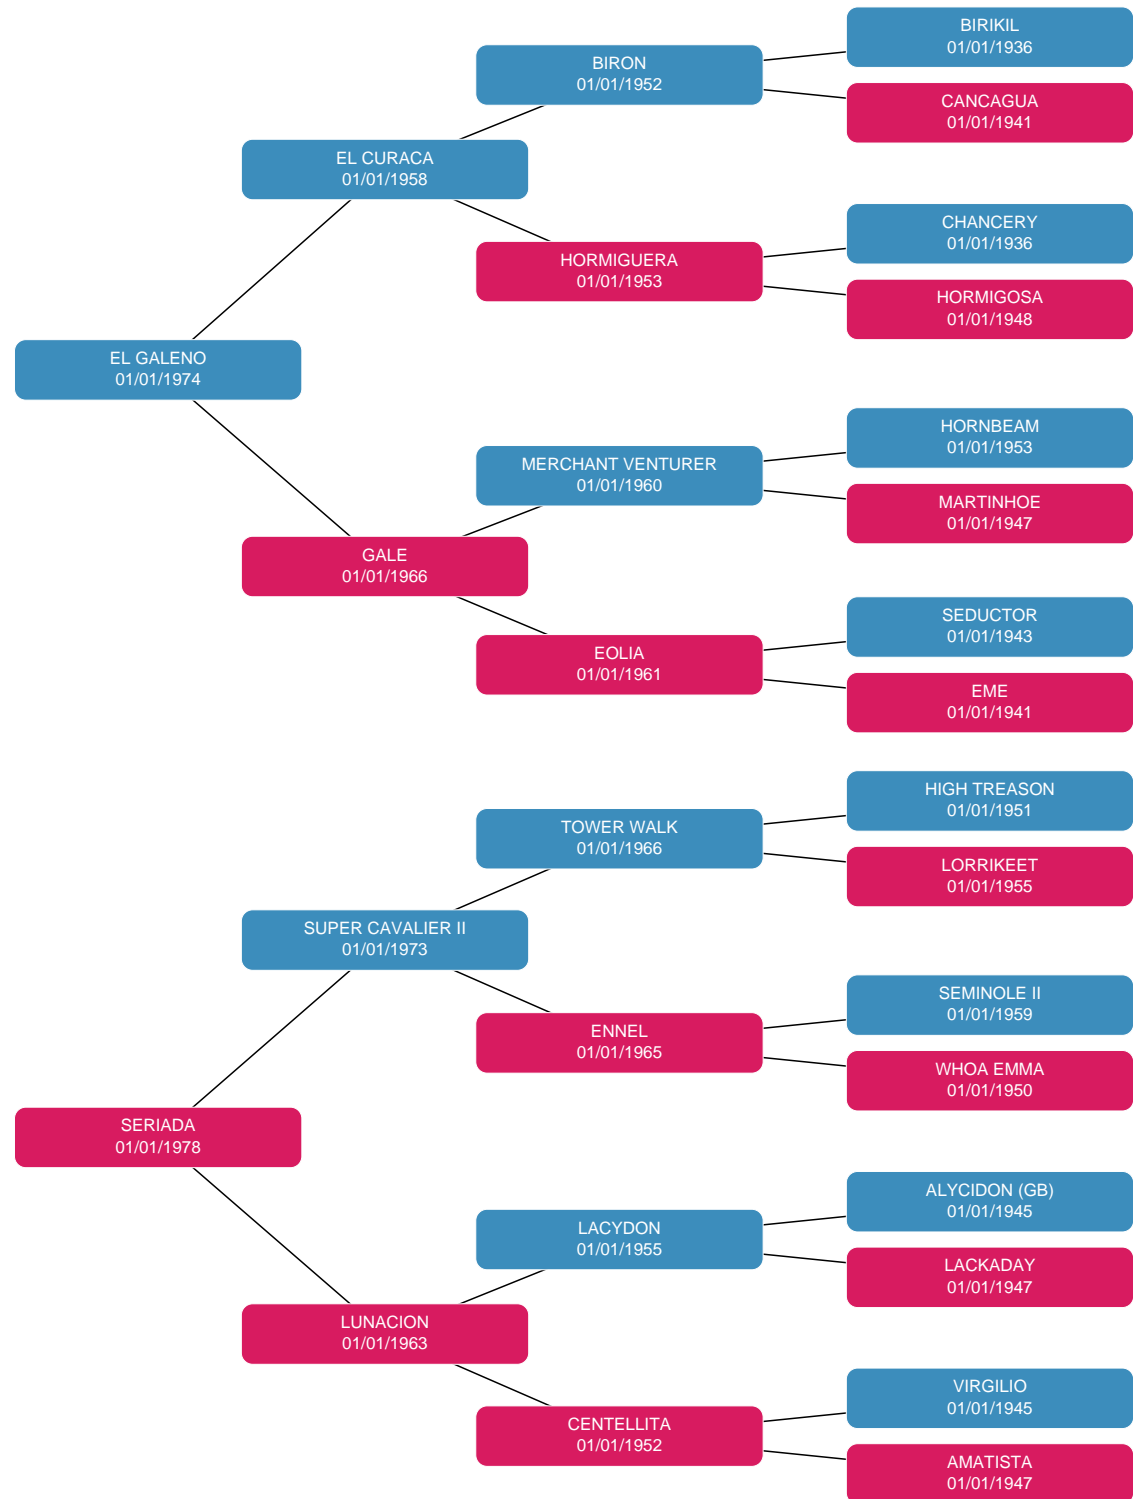 BIRIKIL
01/01/1936
BIRON
01/01/1952
CANCAGUA
01/01/1941
EL CURACA
01/01/1958
CHANCERY
01/01/1936
HORMIGUERA
01/01/1953
HORMIGOSA
01/01/1948
EL GALENO
01/01/1974
HORNBEAM
01/01/1953
MERCHANT VENTURER
01/01/1960
MARTINHOE
01/01/1947
GALE
01/01/1966
SEDUCTOR
01/01/1943
EOLIA
01/01/1961
EME
01/01/1941
HIGH TREASON
01/01/1951
TOWER WALK
01/01/1966
LORRIKEET
01/01/1955
SUPER CAVALIER II
01/01/1973
SEMINOLE II
01/01/1959
ENNEL
01/01/1965
WHOA EMMA
01/01/1950
SERIADA
01/01/1978
ALYCIDON (GB)
01/01/1945
LACYDON
01/01/1955
LACKADAY
01/01/1947
LUNACION
01/01/1963
VIRGILIO
01/01/1945
CENTELLITA
01/01/1952
AMATISTA
01/01/1947